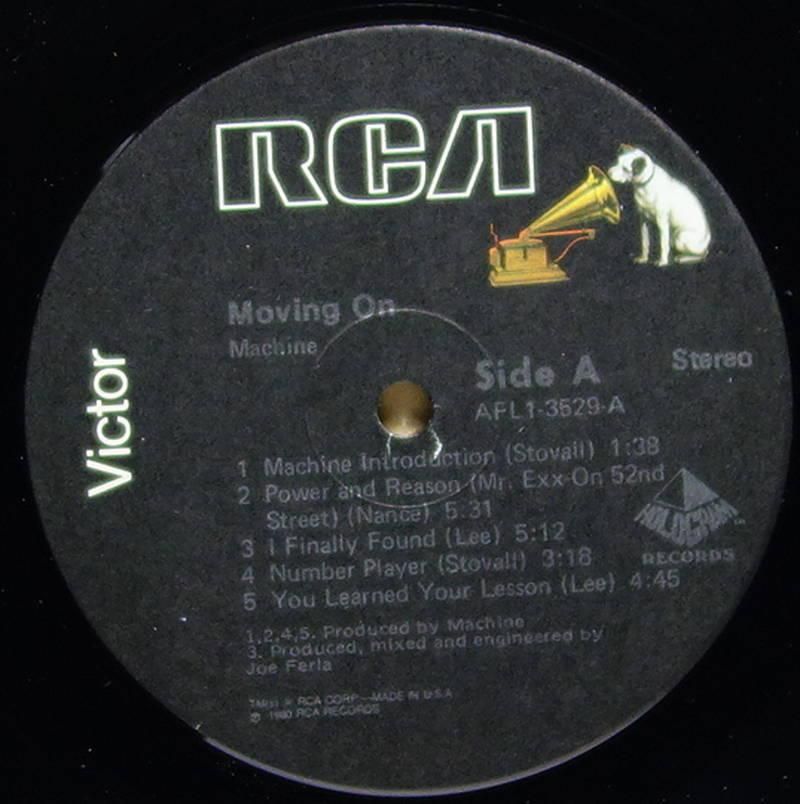 RCA
Victor
Moving On
Machine
Side A
Stereo
AFL1-3529-A
1 Machine Introduction (Stovall) 1:38
2 Power and Reason (Mr. Exx-On 52nd
Street) (Nance) 5:31
3 I Finally Found (Lee) 5:12
4 Number Player (Stovall) 3:18
5 You Learned Your Lesson (Lee) 4:45
HOLOGRAM
RECORDS
1,2,4,5. Produced by Machine
3. Produced, mixed and engineered by
Joe Ferla
TMK(s) ® RCA CORP—MADE IN U.S.A
℗ 1980 RCA RECORDS